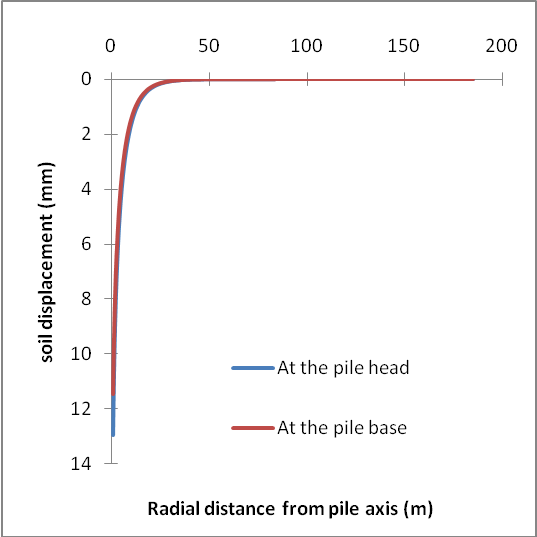 0 50 100 150 200
0
2
4
6
8
10
12
14
soil displacement (mm)
At the pile head
At the pile base
Radial distance from pile axis (m)